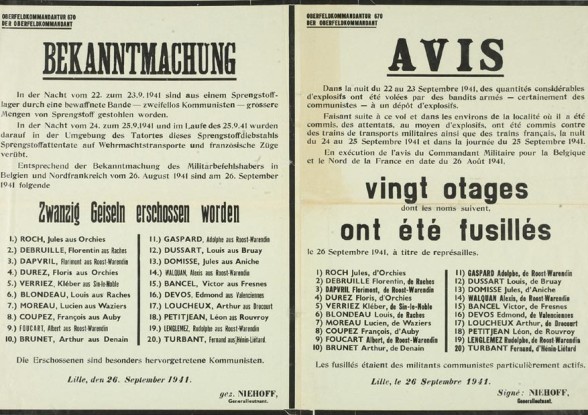 OBERFELDKOMMANDANTUR 670
DER OBERFELDKOMMANDANT
BEKANNTMACHUNG
In der Nacht vom 22. zum 23.9.1941 sind aus einem Sprengstoff-
lager durch eine bewaffnete Bande — zweifellos Kommunisten — grossere
Mengen von Sprengstoff gestohlen worden.
In der Nacht vom 24. zum 25.9.1941 und im Laufe des 25.9.41 wurden
darauf in der Umgebung des Tatortes dieses Sprengstoffdiebstahls
Sprengstoffattentate auf Wehrmachtstransporte und französische Züge
verübt.
Entsprechend der Bekanntmachung des Militärbefehlshabers in
Belgien und Nordfrankreich vom 26. August 1941 sind am 26. September
1941 folgende
Zwanzig Geiseln erschossen worden
1.) ROCH, Jules aus Orchies
2.) DEBRUILLE, Florentin aus Raches
3.) DAPVRIL, Florimont aus Roost-Warendin
4.) DUREZ, Floris aus Orchies
5.) VERRIEZ, Kléber aus Sin-le-Noble
6.) BLONDEAU, Louis aus Raches
7.) MOREAU, Lucien aus Waziers
8.) COUPEZ, François aus Auby
9.) FOUCART, Albert aus Roost-Warendin
10.) BRUNET, Arthur aus Denain
11.) GASPARD, Adolphe aus Roost-Warendin
12.) DUSSART, Louis aus Bruay
13.) DOMISSE, Jules aus Aniche
14.) WALQUAN, Alexis aus Roost-Warendin
15.) BANCEL, Victor aus Fresnes
16.) DEVOS, Edmond aus Valenciennes
17.) LOUCHEUX, Arthur aus Drocourt
18.) PETITJEAN, Léon aus Rouvroy
19.) LENGLEMEZ, Rodolphe aus Roost-Warendin
20.) TURBANT, Fernand aus Hénin-Liétard.
Die Erschossenen sind besonders hervorgetretene Kommunisten.
Lille, den 26. September 1941.
gez. NIEHOFF,
Generalleutnant.
OBERFELDKOMMANDANTUR 670
DER OBERFELDKOMMANDANT
AVIS
Dans la nuit du 22 au 23 Septembre 1941, des quantités considérables
d'explosifs ont été volées par des bandits armés — certainement des
communistes — à un dépôt d'explosifs.
Faisant suite à ce vol et dans les environs de la localité où il a été
commis, des attentats, au moyen d'explosifs, ont été commis contre
des trains de transports militaires ainsi que des trains français, la nuit
du 24 au 25 Septembre 1941 et dans la journée du 25 Septembre 1941.
En exécution de l'avis du Commandant Militaire pour la Belgique
et le Nord de la France en date du 26 Août 1941,
vingt otages
dont les noms suivent,
ont été fusillés
le 26 Septembre 1941, à titre de représailles.
1) ROCH Jules, d'Orchies
2) DEBRUILLE Florentin, de Raches
3) DAPVRIL Floriment, de Roost-Warendin
4) DUREZ Floris, d'Orchies
5) VERRIEZ Kléber, de Sin-le-Noble
6) BLONDEAU Louis, de Raches
7) MOREAU Lucien, de Waziers
8) COUPEZ François, d'Auby
9) FOUCART Albert, de Roost-Warendin
10) BRUNET Arthur, de Denain
11) GASPARD Adolphe, de Roost-Warendin
12) DUSSART Louis, de Bruay
13) DOMISSE Jules, d'Aniche
14) WALQUAN Alexis, de Roost-Warendin
15) BANCEL Victor, de Fresnes
16) DEVOS Edmond, de Valenciennes
17) LOUCHEUX Arthur, de Drocourt
18) PETITJEAN Léon, de Rouvroy
19) LENGLEMEZ Rodolphe, de Roost-Warendin
20) TURBANT Fernand, d'Hénin-Liétard
Les fusillés étaient des militants communistes particulièrement actifs.
Lille, le 26 Septembre 1941.
Signé: NIEHOFF,
Generalleutnant.